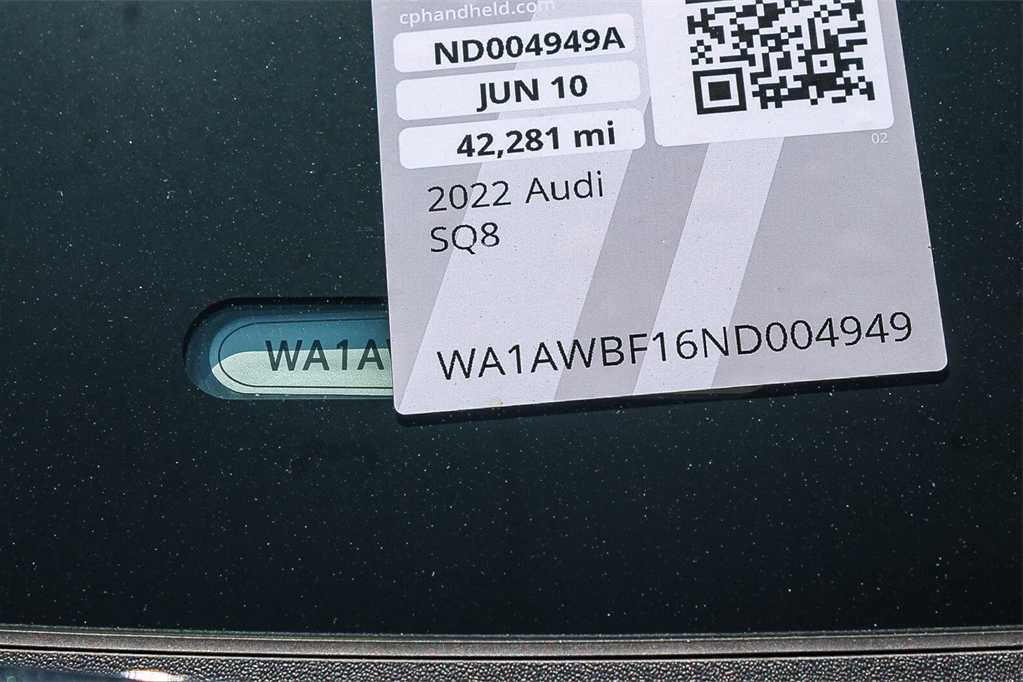 cphandheld.com
ND004949A
JUN 10
42,281 mi
02
2022 Audi
SQ8
WA1A
WA1AWBF16ND004949